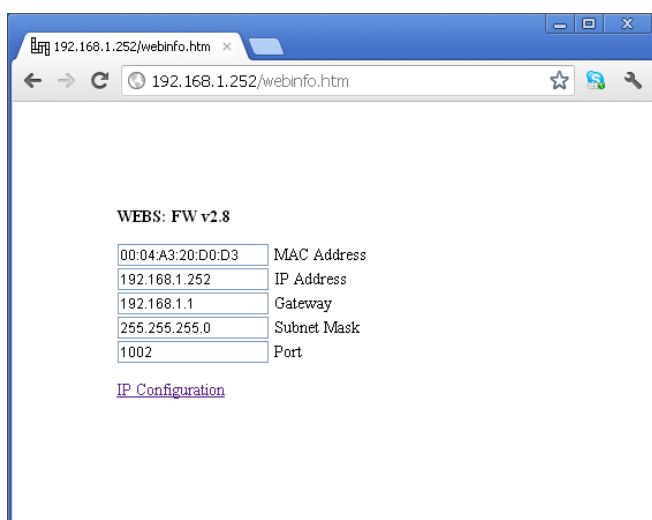 192.168.1.252/webinfo.htm
192.168.1.252/webinfo.htm
WEBS: FW v2.8
00:04:A3:20:D0:D3 MAC Address
192.168.1.252 IP Address
192.168.1.1 Gateway
255.255.255.0 Subnet Mask
1002 Port
IP Configuration